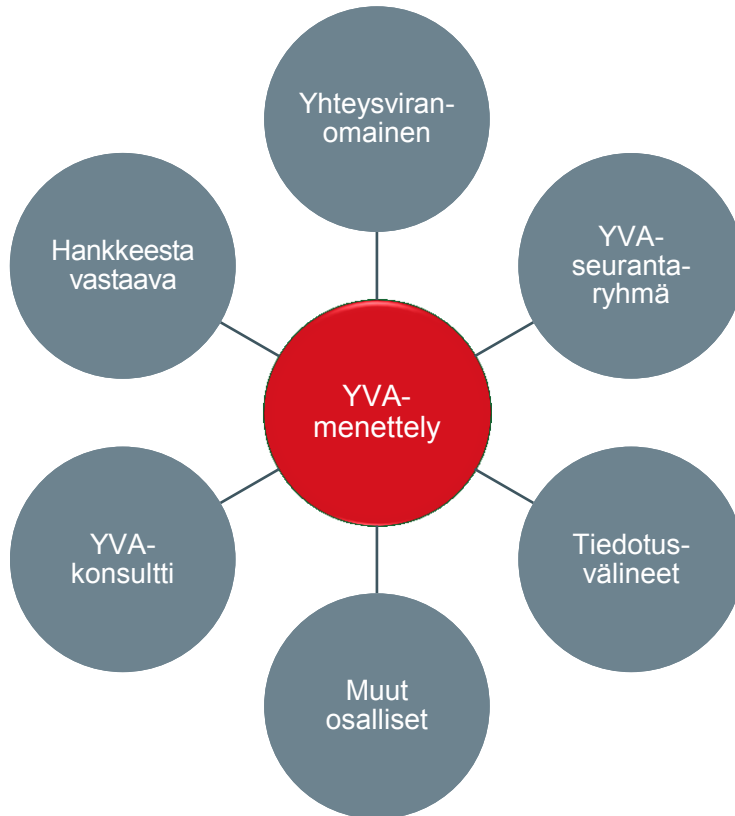 Yhteysviran-
omainen
Hankkeesta
vastaava
YVA-
seuranta-
ryhmä
YVA-
menettely
YVA-
konsultti
Tiedotus-
välineet
Muut
osalliset